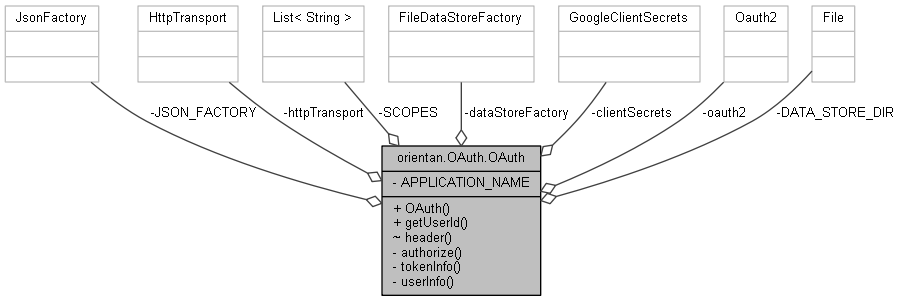 JsonFactory
HttpTransport
List< String >
FileDataStoreFactory
GoogleClientSecrets
Oauth2
File
-JSON_FACTORY
-httpTransport
-SCOPES
-dataStoreFactory
-clientSecrets
-oauth2
-DATA_STORE_DIR
orientan.OAuth.OAuth
- APPLICATION_NAME
+ OAuth()
+ getUserId()
~ header()
- authorize()
- tokenInfo()
- userInfo()